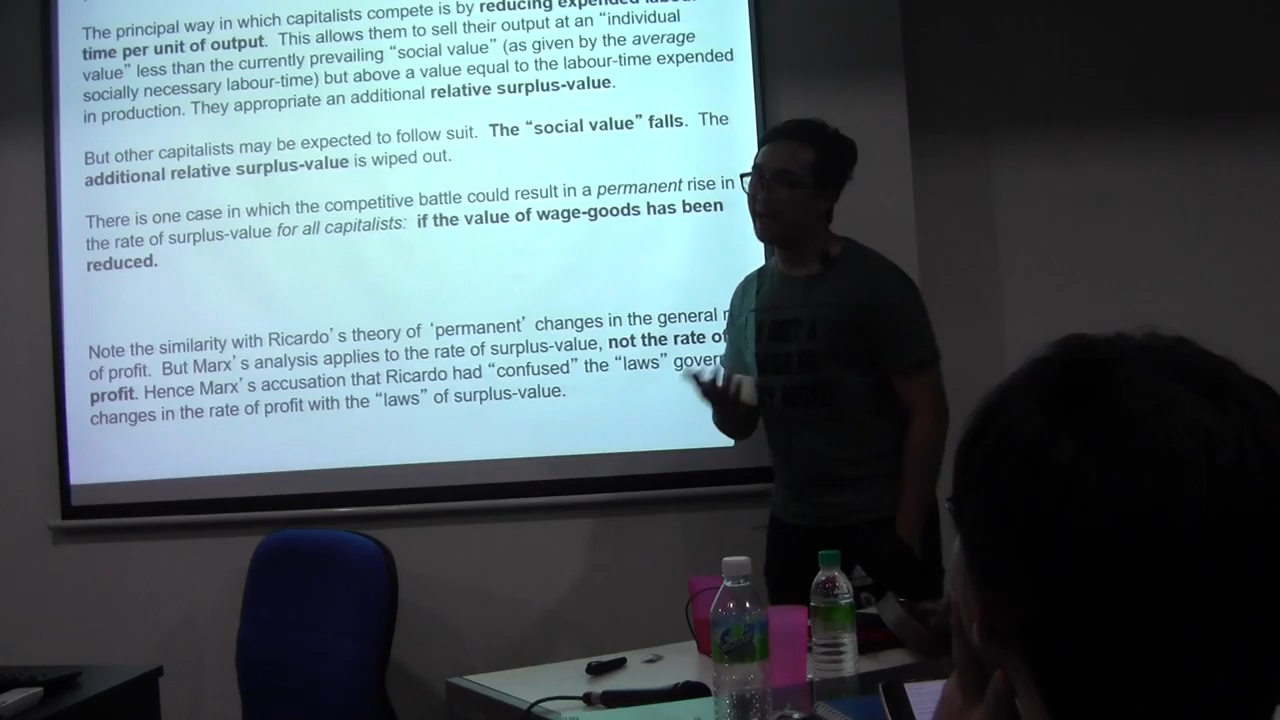 The principal way in which capitalists compete is by reducing expended
time per unit of output. This allows them to sell their output at an “individual
value” less than the currently prevailing “social value” (as given by the average
socially necessary labour-time) but above a value equal to the labour-time expended
in production. They appropriate an additional relative surplus-value.
But other capitalists may be expected to follow suit. The “social value” falls. The
additional relative surplus-value is wiped out.
There is one case in which the competitive battle could result in a permanent rise in
the rate of surplus-value for all capitalists: if the value of wage-goods has been
reduced.
Note the similarity with Ricardo’s theory of ‘permanent’ changes in the general
of profit. But Marx’s analysis applies to the rate of surplus-value, not the rate of
profit. Hence Marx’s accusation that Ricardo had “confused” the “laws”
changes in the rate of profit with the “laws” of surplus-value.